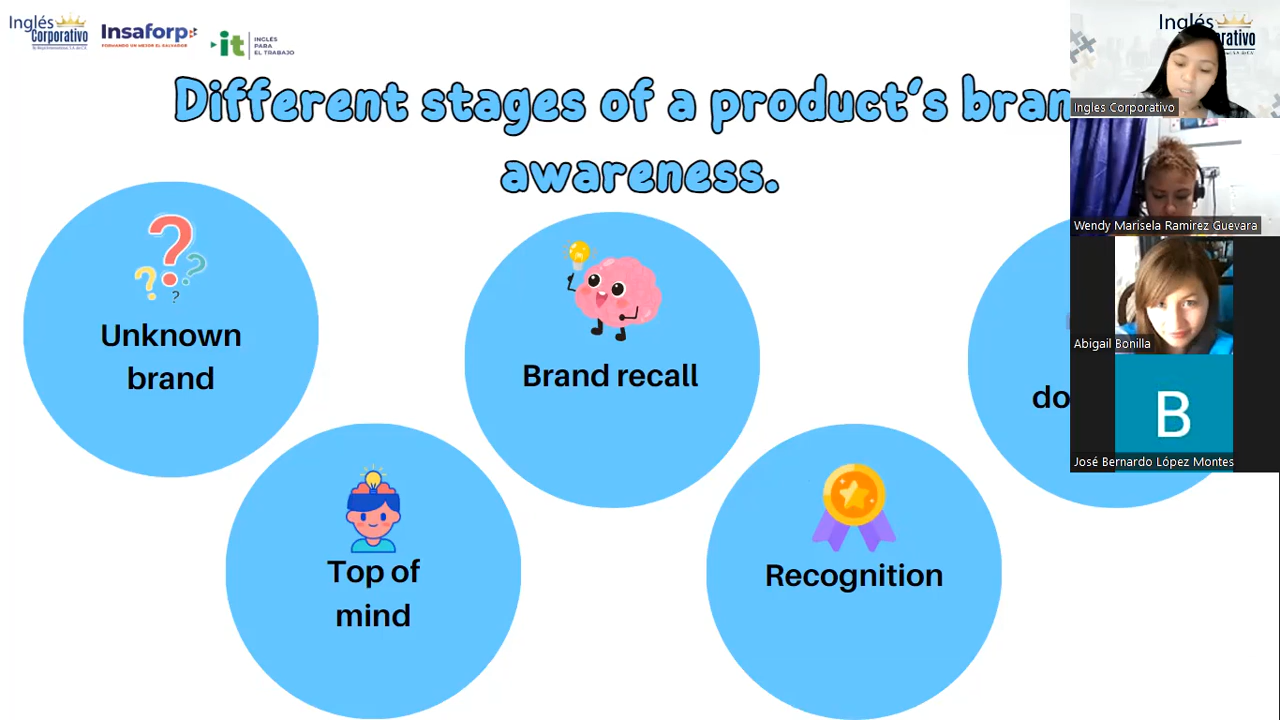 Inglés
Corporativo
Insaforp
FORMANDO UN MEJOR EL SALVADOR
it
INGLÉS
PARA
EL TRABAJO
Different stages of a product's bran
awareness.
Unknown
brand
Brand recall
do
Top of
mind
Recognition
Inglés
Ingles Corporativo
Wendy Marisela Ramirez Guevara
Abigail Bonilla
B
José Bernardo López Montes